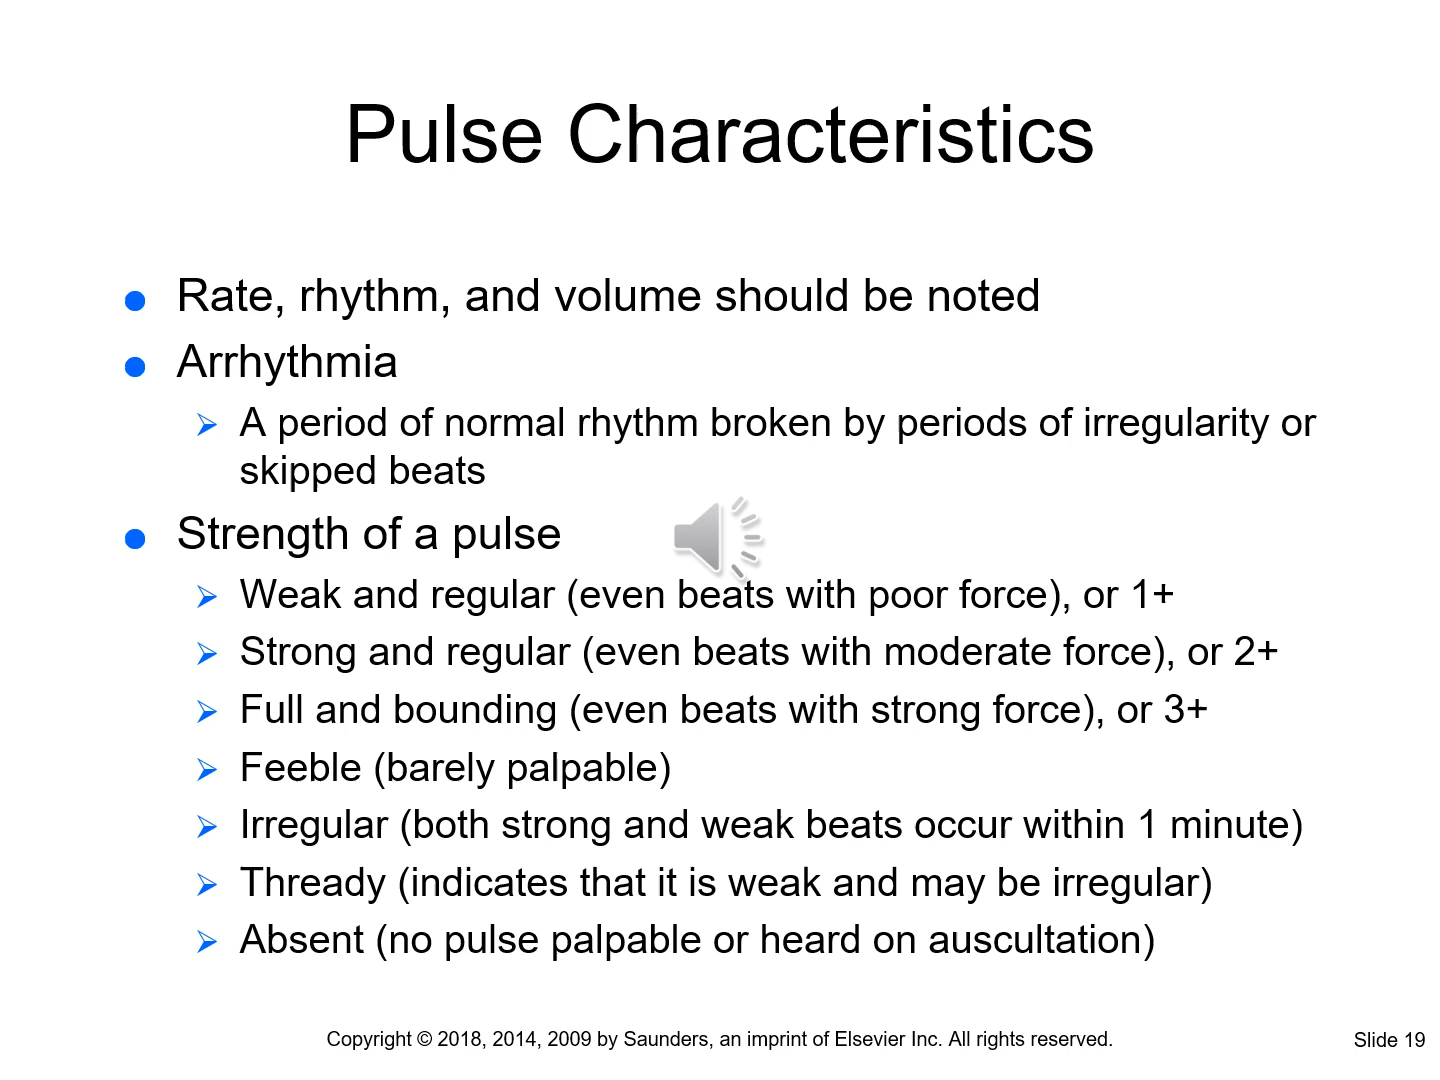 Pulse Characteristics
Rate, rhythm, and volume should be noted
Arrhythmia
A period of normal rhythm broken by periods of irregularity or
skipped beats
Strength of a pulse
Weak and regular (even beats with poor force), or 1+
Strong and regular (even beats with moderate force), or 2+
Full and bounding (even beats with strong force), or 3+
Feeble (barely palpable)
Irregular (both strong and weak beats occur within 1 minute)
Thready (indicates that it is weak and may be irregular)
Absent (no pulse palpable or heard on auscultation)
Copyright © 2018, 2014, 2009 by Saunders, an imprint of Elsevier Inc. All rights reserved.
Slide 19